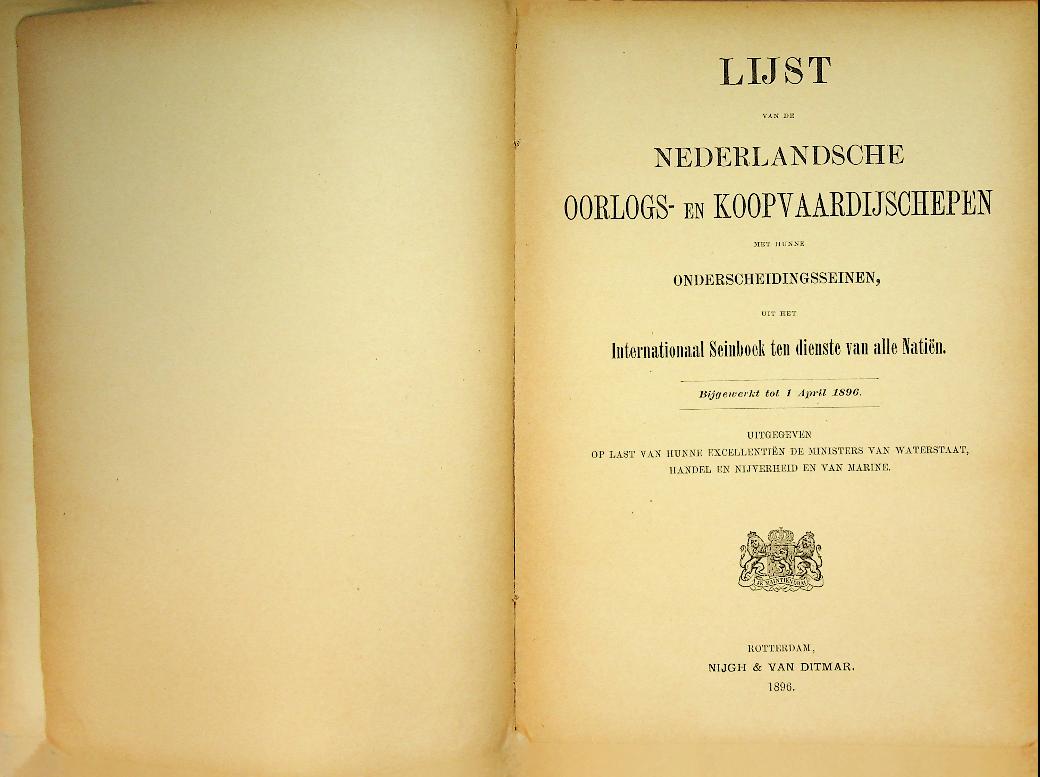 LIJST
VAN DE
NEDERLANDSCHE
OORLOGS- EN KOOPVAARDIJSCHEPEN
MET HUNNE
ONDERSCHEIDINGSSEINEN,
UIT HET
Internationaal Seinboek ten dienste van alle Natiën.
Bijgewerkt tot 1 April 1896.
UITGEGEVEN
OP LAST VAN HUNNE EXCELLENTIËN DE MINISTERS VAN WATERSTAAT,
HANDEL EN NIJVERHEID EN VAN MARINE.
JE MAINTIENDRAI
ROTTERDAM,
NIJGH & VAN DITMAR.
1896.